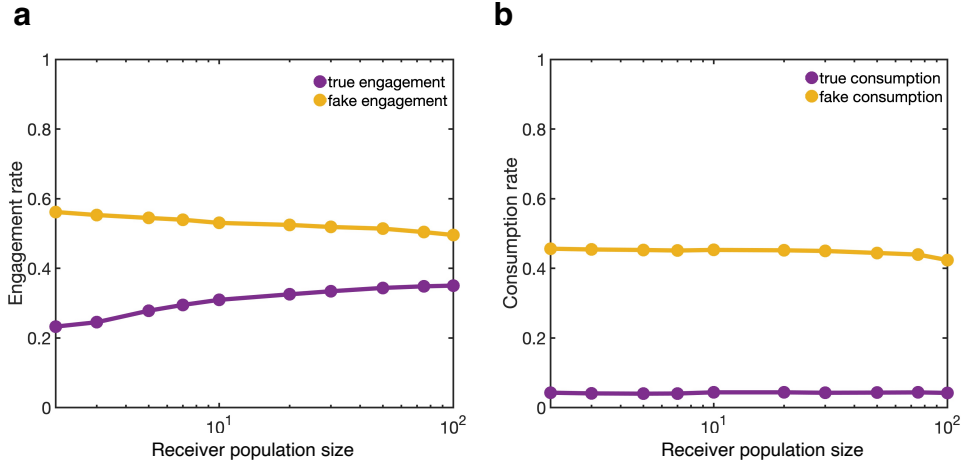 a
1
0.8
0.6
0.4
0.2
0
Engagement rate
true engagement
fake engagement
10^1
10^2
Receiver population size
b
1
0.8
0.6
0.4
0.2
0
Consumption rate
true consumption
fake consumption
10^1
10^2
Receiver population size